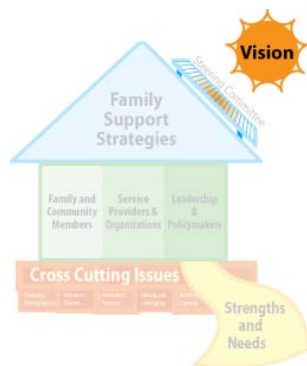 Vision
Steering Committee
Family
Support
Strategies
Family and
Community
Members
Service
Providers &
Organizations
Leadership
&
Policymakers
Cross Cutting Issues
Strengths
and
Needs